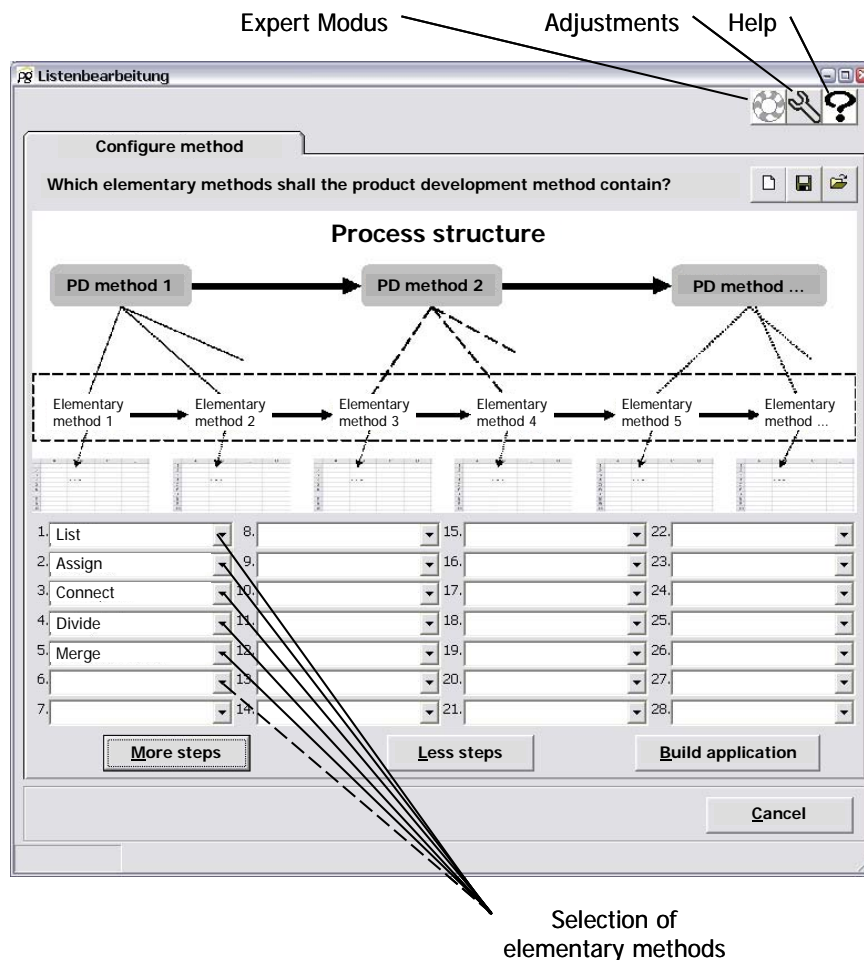 Expert Modus Adjustments Help
Listenbearbeitung
Configure method
Which elementary methods shall the product development method contain?
Process structure
PD method 1 PD method 2 PD method ...
Elementary method 1 Elementary method 2 Elementary method 3 Elementary method 4 Elementary method 5 Elementary method ...
1. List 8. 15. 22.
2. Assign 9. 16. 23.
3. Connect 10. 17. 24.
4. Divide 11. 18. 25.
5. Merge 12. 19. 26.
6. 13. 20. 27.
7. 14. 21. 28.
More steps Less steps Build application
Cancel
Selection of
elementary methods